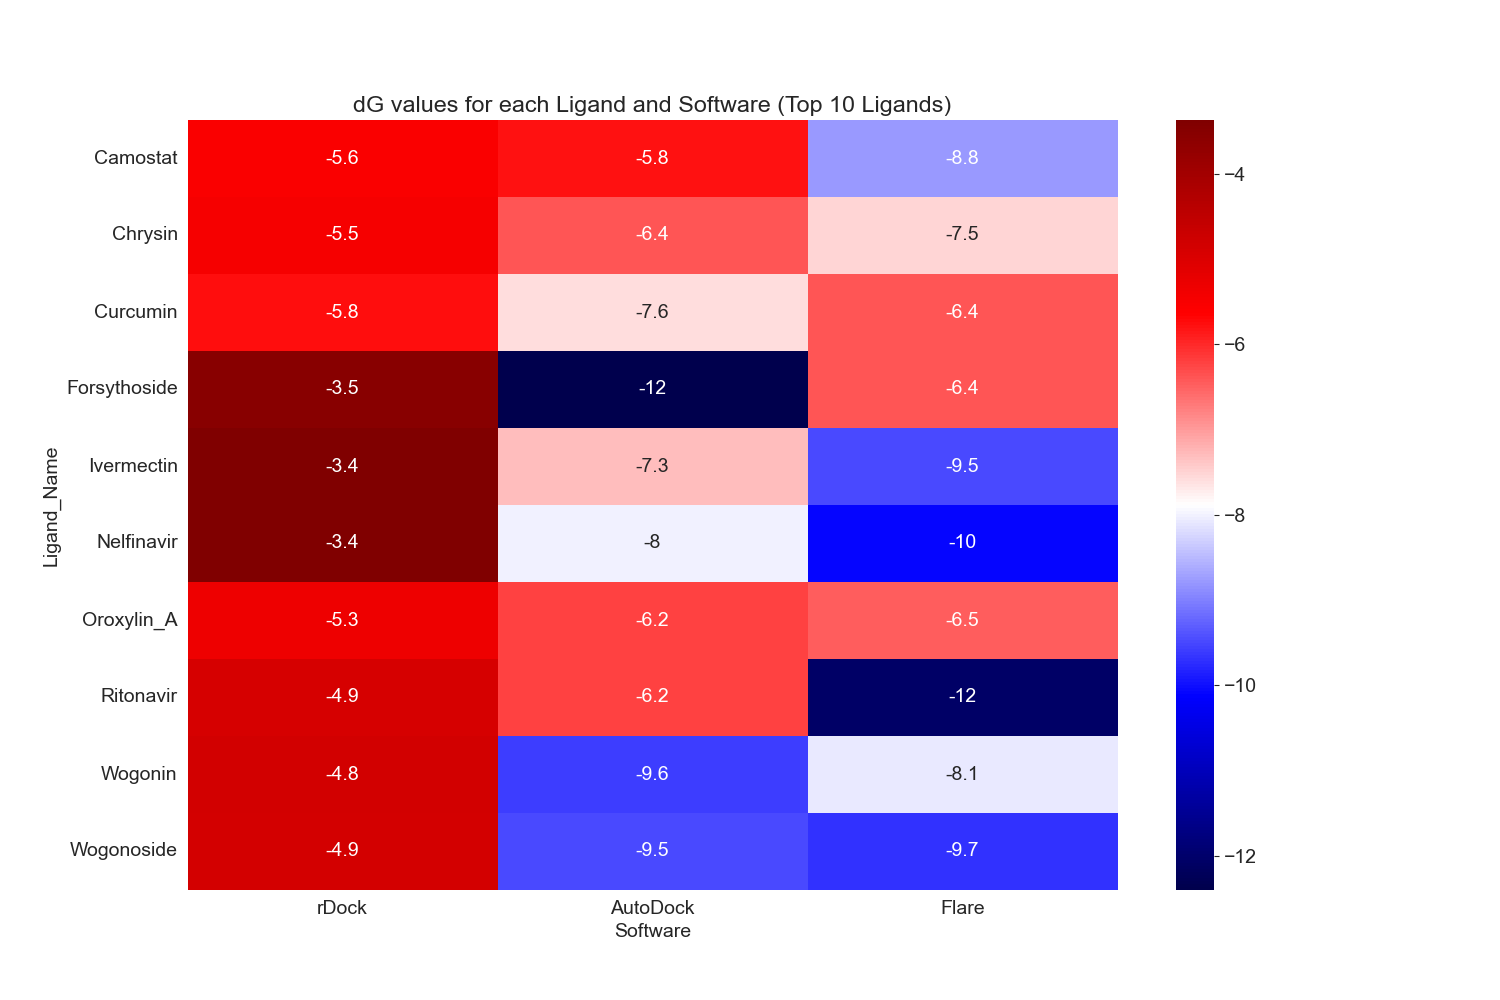 dG values for each Ligand and Software (Top 10 Ligands)
Camostat -5.6 -5.8 -8.8
Chrysin -5.5 -6.4 -7.5
Curcumin -5.8 -7.6 -6.4
Forsythoside -3.5 -12 -6.4
Ivermectin -3.4 -7.3 -9.5
Nelfinavir -3.4 -8 -10
Oroxylin_A -5.3 -6.2 -6.5
Ritonavir -4.9 -6.2 -12
Wogonin -4.8 -9.6 -8.1
Wogonoside -4.9 -9.5 -9.7
Ligand_Name
rDock AutoDock Flare
Software
−4
−6
−8
−10
−12